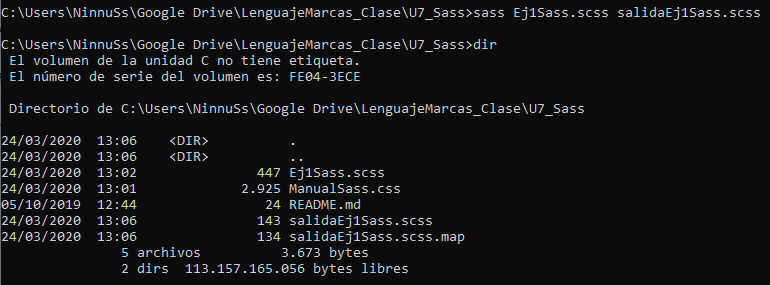 C:\Users\NinnuSs\Google Drive\LenguajeMarcas_Clase\U7_Sass>sass Ej1Sass.scss salidaEj1Sass.scss
C:\Users\NinnuSs\Google Drive\LenguajeMarcas_Clase\U7_Sass>dir
El volumen de la unidad C no tiene etiqueta.
El número de serie del volumen es: FE04-3ECE
Directorio de C:\Users\NinnuSs\Google Drive\LenguajeMarcas_Clase\U7_Sass
24/03/2020  13:06    <DIR>          .
24/03/2020  13:06    <DIR>          ..
24/03/2020  13:02               447 Ej1Sass.scss
24/03/2020  13:01             2.925 ManualSass.css
05/10/2019  12:44                24 README.md
24/03/2020  13:06               143 salidaEj1Sass.scss
24/03/2020  13:06               134 salidaEj1Sass.scss.map
5 archivos          3.673 bytes
2 dirs  113.157.165.056 bytes libres